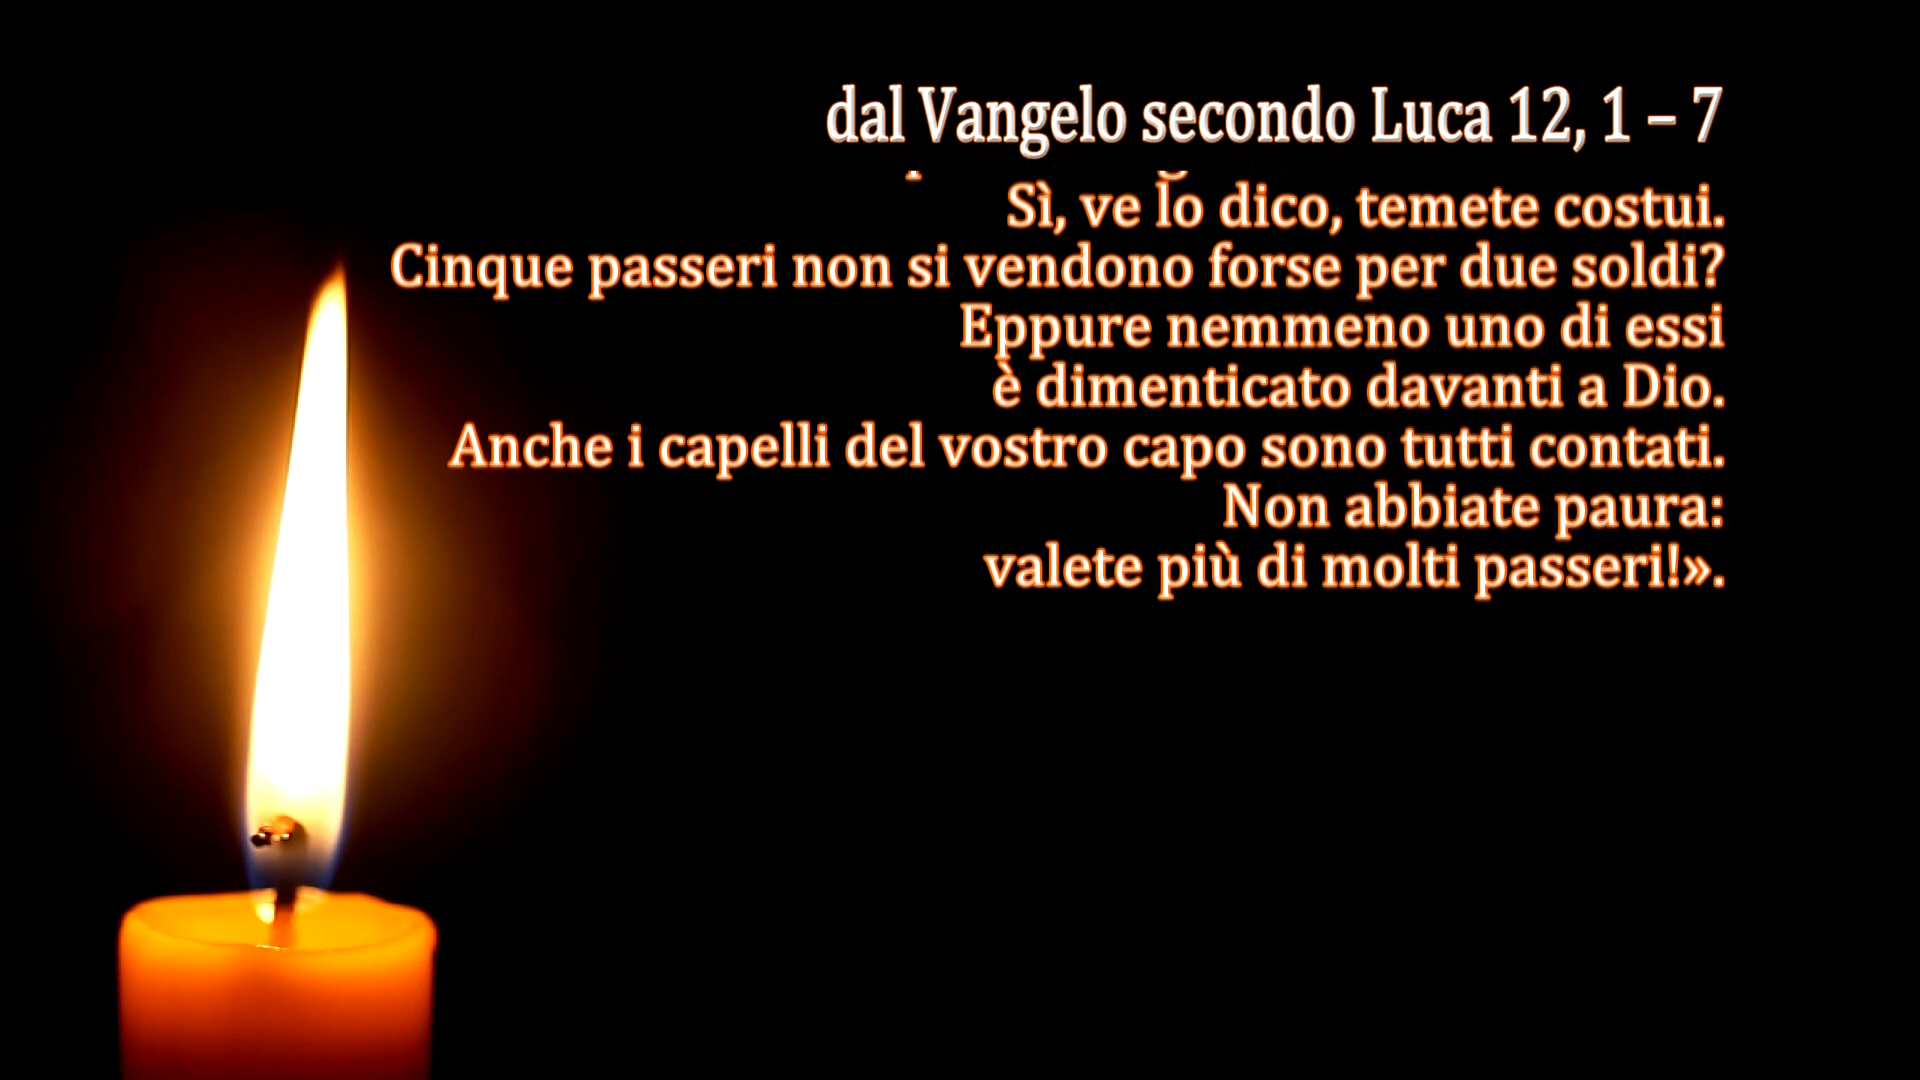 dal Vangelo secondo Luca 12, 1 – 7
Sì, ve lo dico, temete costui.
Cinque passeri non si vendono forse per due soldi?
Eppure nemmeno uno di essi
è dimenticato davanti a Dio.
Anche i capelli del vostro capo sono tutti contati.
Non abbiate paura:
valete più di molti passeri!».